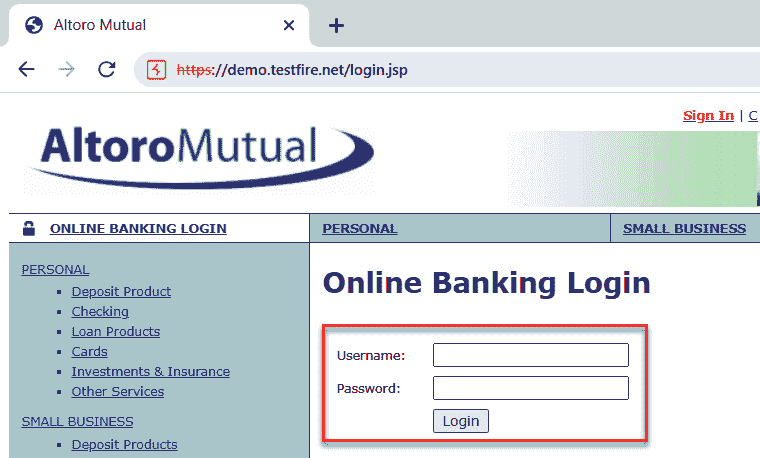 Altoro Mutual
https://demo.testfire.net/login.jsp
Sign In | C
AltoroMutual
ONLINE BANKING LOGIN PERSONAL SMALL BUSINESS
PERSONAL
Deposit Product
Checking
Loan Products
Cards
Investments & Insurance
Other Services
SMALL BUSINESS
Deposit Products
Online Banking Login
Username:
Password:
Login